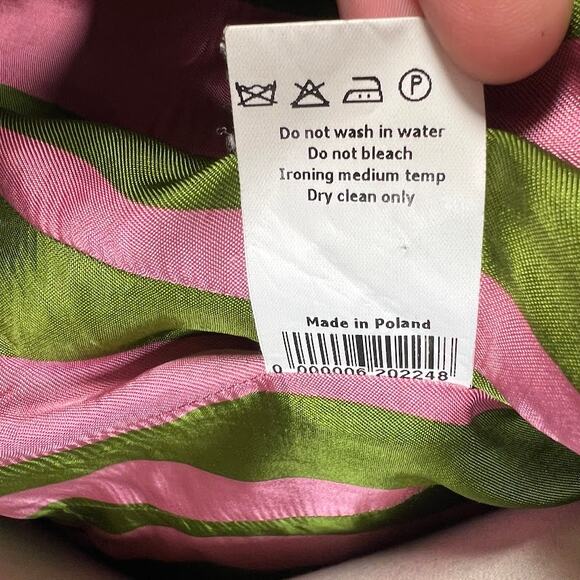 P
Do not wash in water
Do not bleach
Ironing medium temp
Dry clean only
Made in Poland
0 000006 202248